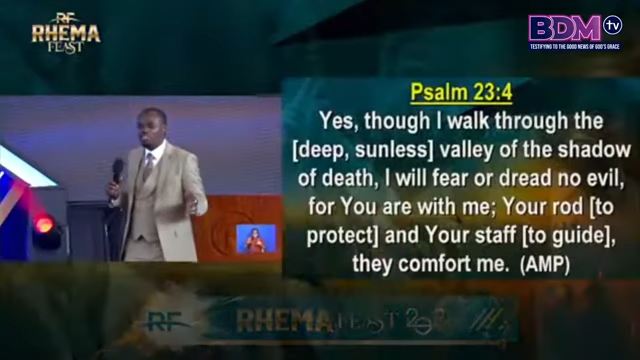 RF
RHEMA
FEAST
BDM tv
TESTIFYING TO THE GOOD NEWS OF GOD'S GRACE
Psalm 23:4
Yes, though I walk through the
[deep, sunless] valley of the shadow
of death, I will fear or dread no evil,
for You are with me; Your rod [to
protect] and Your staff [to guide],
they comfort me. (AMP)
RF RHEMA FEAST